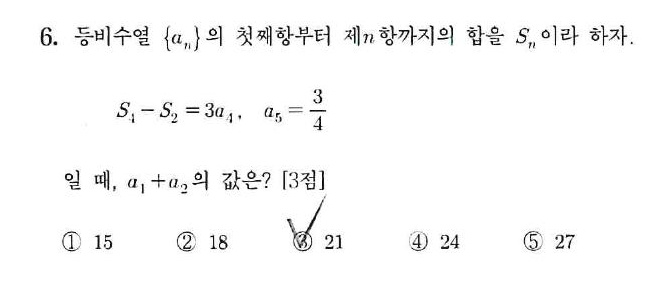 6. 등비수열 {aₙ}의 첫째항부터 제n항까지의 합을 Sₙ이라 하자.
S₄ − S₂ = 3a₄, a₅ = 3/4
일 때, a₁+a₂의 값은? [3점]
① 15 ② 18 ③ 21 ④ 24 ⑤ 27